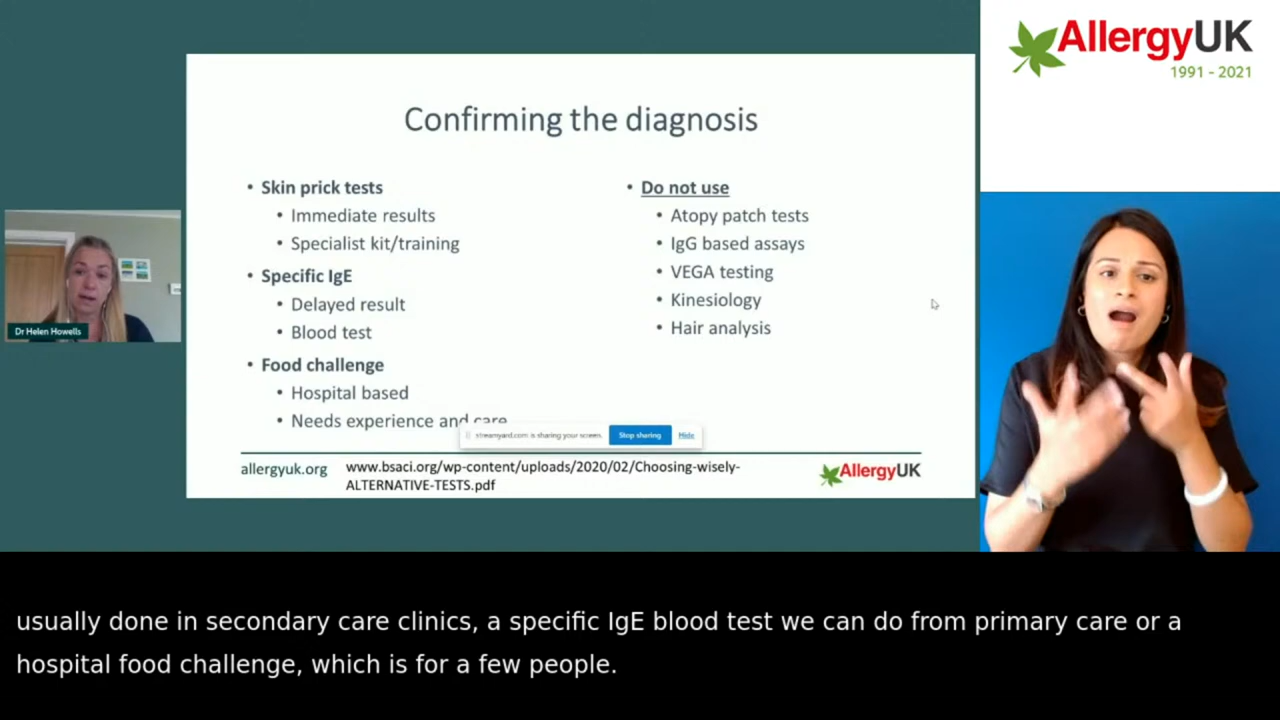 AllergyUK
1991 - 2021
Confirming the diagnosis
• Skin prick tests
• Immediate results
• Specialist kit/training
• Specific IgE
• Delayed result
• Blood test
• Food challenge
• Hospital based
• Needs experience and care
• Do not use
• Atopy patch tests
• IgG based assays
• VEGA testing
• Kinesiology
• Hair analysis
Dr Helen Howells
streamyard.com is sharing your screen.
Stop sharing
Hide
allergyuk.org
www.bsaci.org/wp-content/uploads/2020/02/Choosing-wisely-
ALTERNATIVE-TESTS.pdf
AllergyUK
usually done in secondary care clinics, a specific IgE blood test we can do from primary care or a
hospital food challenge, which is for a few people.